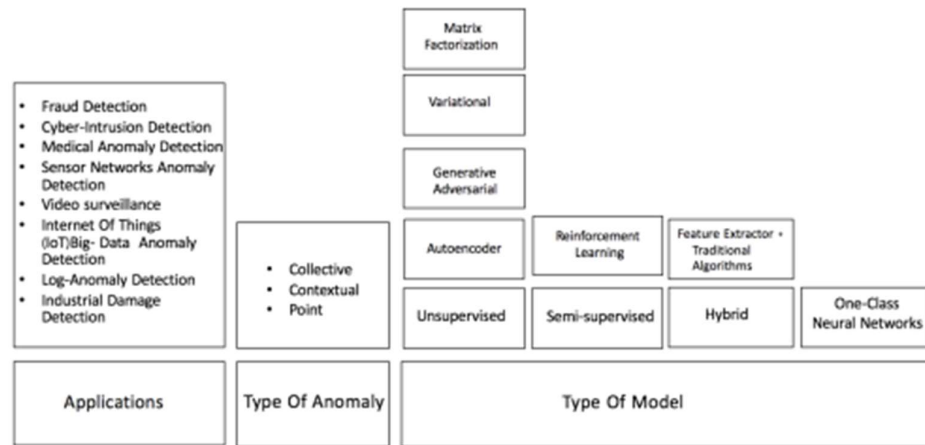 Matrix
Factorization
Variational
Generative
Adversarial
• Fraud Detection
• Cyber-Intrusion Detection
• Medical Anomaly Detection
• Sensor Networks Anomaly
Detection
• Video surveillance
• Internet Of Things
(IoT)Big- Data Anomaly
Detection
• Log-Anomaly Detection
• Industrial Damage
Detection
• Collective
• Contextual
• Point
Autoencoder
Reinforcement
Learning
Feature Extractor +
Traditional
Algorithms
Unsupervised
Semi-supervised
Hybrid
One-Class
Neural Networks
Applications
Type Of Anomaly
Type Of Model